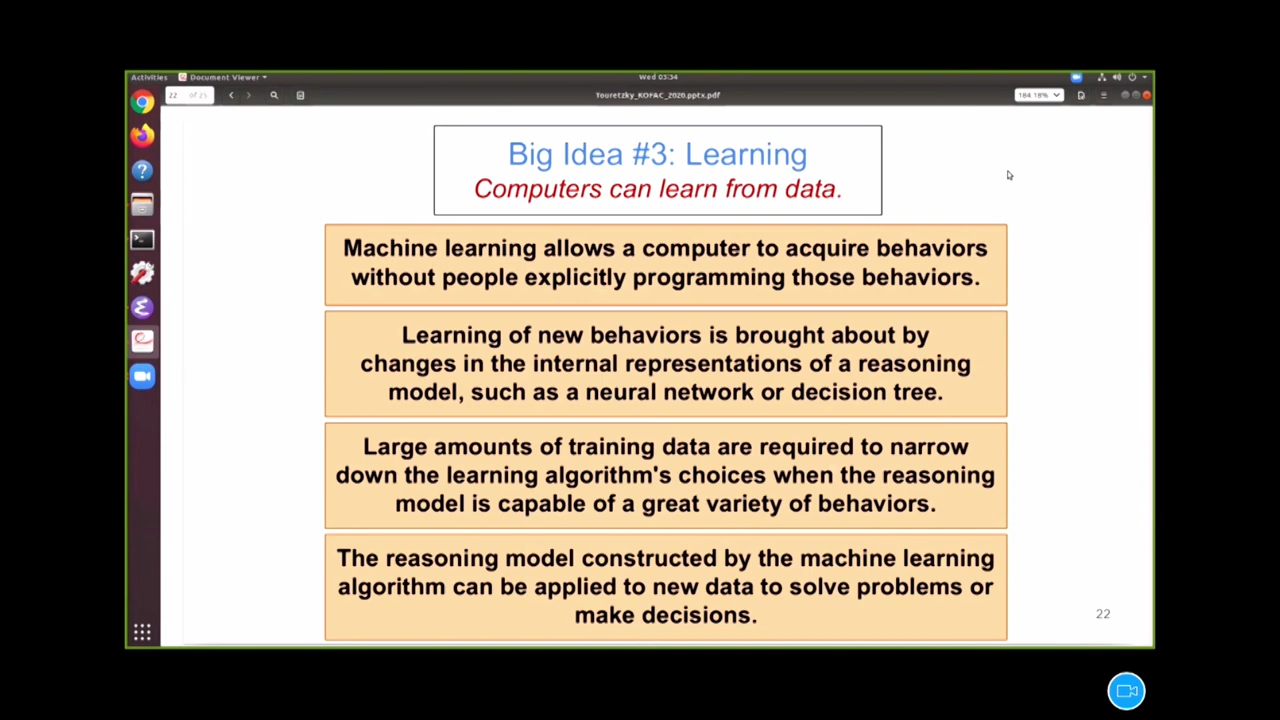 Activities
Document Viewer
Wed 03:34
22 of 25
Touretzky_KOFAC_2020.pptx.pdf
184.18%
Big Idea #3: Learning
Computers can learn from data.
Machine learning allows a computer to acquire behaviors
without people explicitly programming those behaviors.
Learning of new behaviors is brought about by
changes in the internal representations of a reasoning
model, such as a neural network or decision tree.
Large amounts of training data are required to narrow
down the learning algorithm's choices when the reasoning
model is capable of a great variety of behaviors.
The reasoning model constructed by the machine learning
algorithm can be applied to new data to solve problems or
make decisions.
22